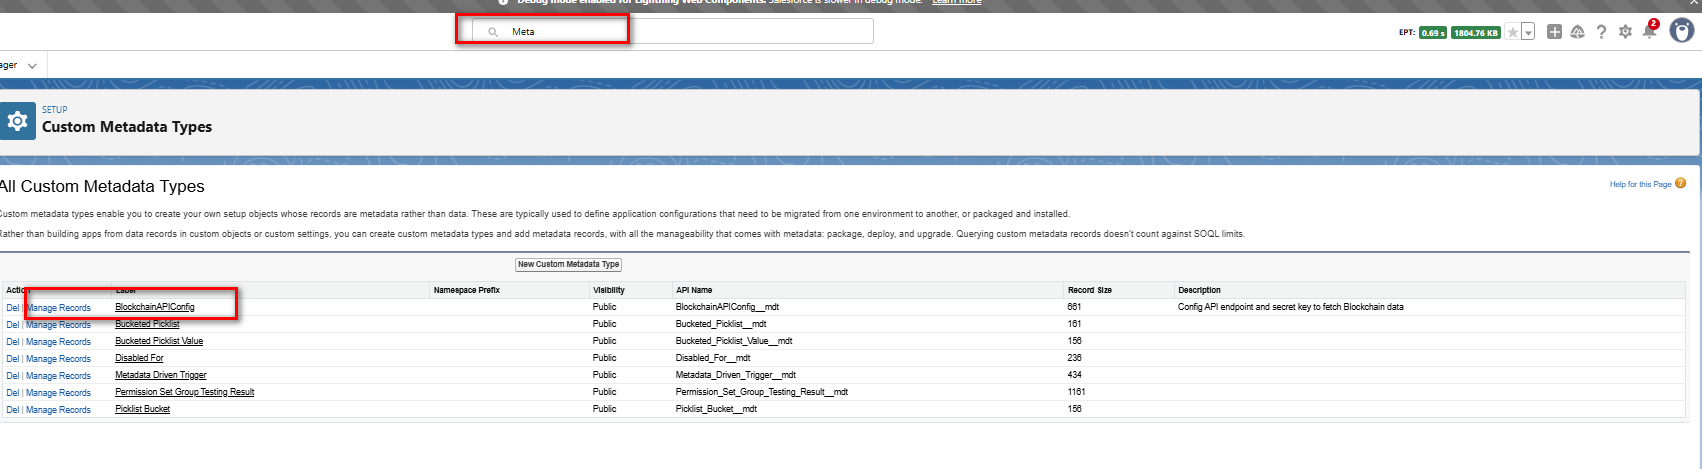 Debug mode enabled for Lightning Web Components. Salesforce is slower in debug mode. Learn more
Meta
EPT: 0.69 s 1804.76 KB
2
ager
SETUP
Custom Metadata Types
All Custom Metadata Types
Help for this Page
Custom metadata types enable you to create your own setup objects whose records are metadata rather than data. These are typically used to define application configurations that need to be migrated from one environment to another, or packaged and installed.
Rather than building apps from data records in custom objects or custom settings, you can create custom metadata types and add metadata records, with all the manageability that comes with metadata: package, deploy, and upgrade. Querying custom metadata records doesn't count against SOQL limits.
New Custom Metadata Type
Action Label Namespace Prefix Visibility API Name Record Size Description
Del | Manage Records BlockchainAPIConfig Public BlockchainAPIConfig__mdt 661 Config API endpoint and secret key to fetch Blockchain data
Del | Manage Records Bucketed Picklist Public Bucketed_Picklist__mdt 161
Del | Manage Records Bucketed Picklist Value Public Bucketed_Picklist_Value__mdt 156
Del | Manage Records Disabled For Public Disabled_For__mdt 236
Del | Manage Records Metadata Driven Trigger Public Metadata_Driven_Trigger__mdt 434
Del | Manage Records Permission Set Group Testing Result Public Permission_Set_Group_Testing_Result__mdt 1161
Del | Manage Records Picklist Bucket Public Picklist_Bucket__mdt 156